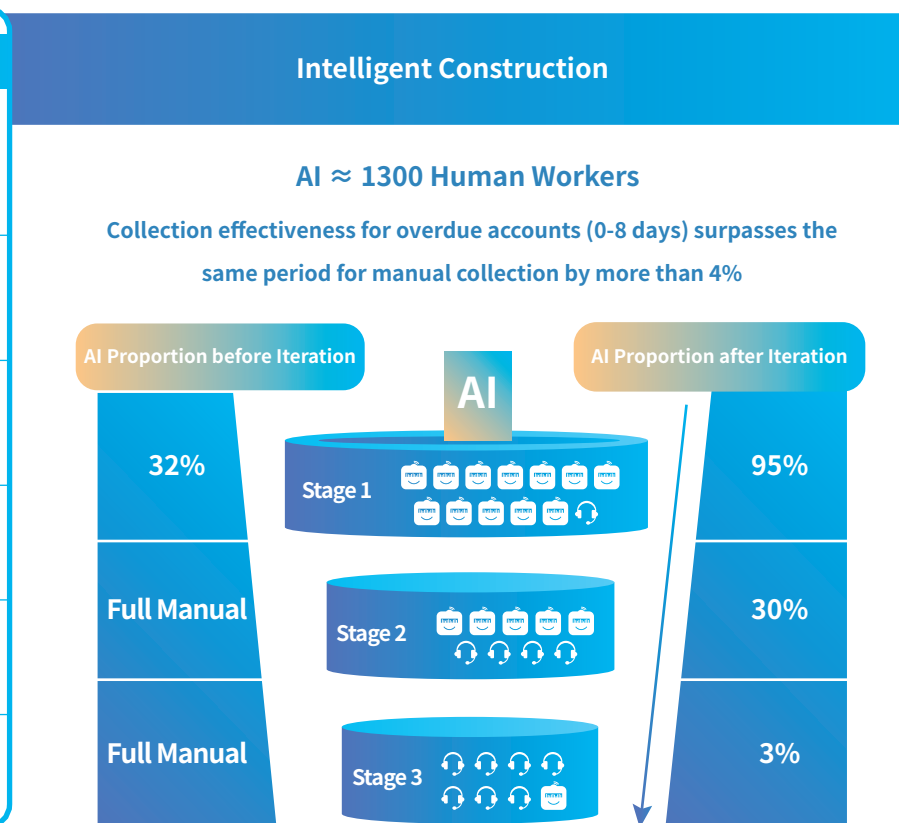 Intelligent Construction
AI ≈ 1300 Human Workers
Collection effectiveness for overdue accounts (0-8 days) surpasses the
same period for manual collection by more than 4%
AI Proportion before Iteration
AI Proportion after Iteration
AI
32%
Stage 1
95%
Full Manual
Stage 2
30%
Full Manual
Stage 3
3%